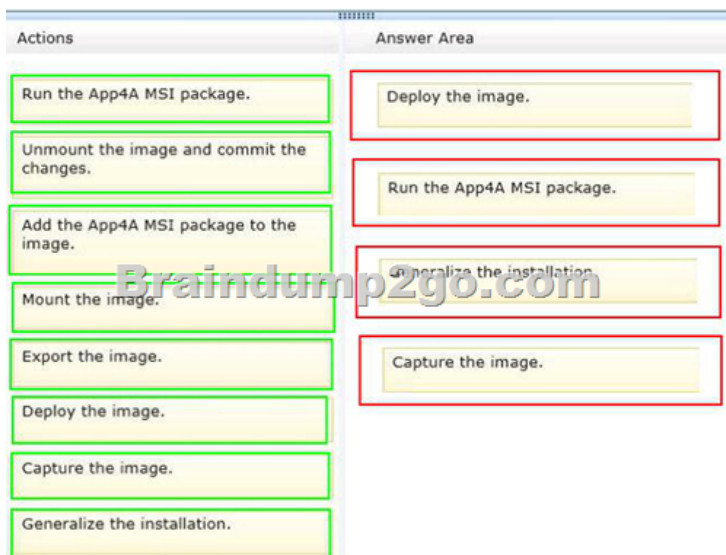 Actions
Answer Area
Run the App4A MSI package.
Unmount the image and commit the
changes.
Add the App4A MSI package to the
image.
Mount the image.
Export the image.
Deploy the image.
Capture the image.
Generalize the installation.
Deploy the image.
Run the App4A MSI package.
Generalize the installation.
Capture the image.
Braindump2go.com